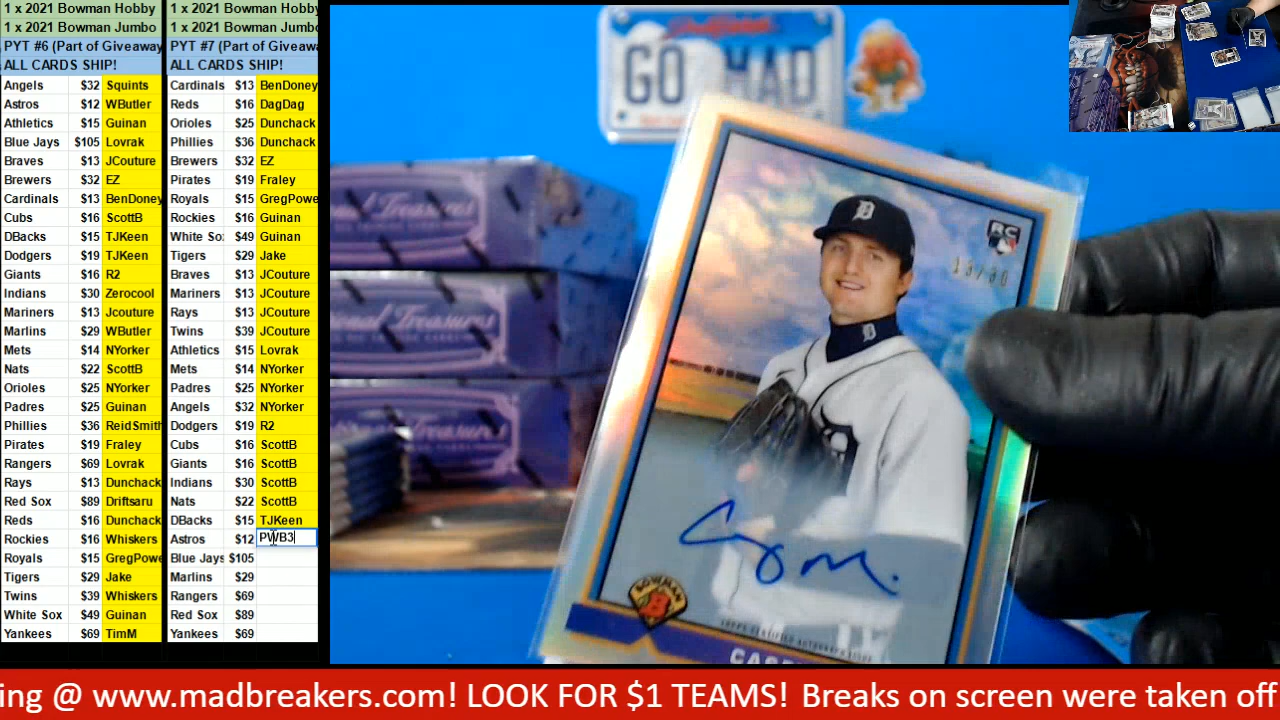 1 x 2021 Bowman Hobby
1 x 2021 Bowman Jumbo
PYT #6 (Part of Giveaway
ALL CARDS SHIP!
Angels $32 Squints
Astros $12 WButler
Athletics $15 Guinan
Blue Jays $105 Lovrak
Braves $13 JCouture
Brewers $32 EZ
Cardinals $13 BenDoney
Cubs $16 ScottB
DBacks $15 TJKeen
Dodgers $19 TJKeen
Giants $16 R2
Indians $30 Zerocool
Mariners $13 Jcouture
Marlins $29 WButler
Mets $14 NYorker
Nats $22 ScottB
Orioles $25 NYorker
Padres $25 Guinan
Phillies $36 ReidSmith
Pirates $19 Fraley
Rangers $69 Lovrak
Rays $13 Dunchack
Red Sox $89 Driftsaru
Reds $16 Dunchack
Rockies $16 Whiskers
Royals $15 GregPowe
Tigers $29 Jake
Twins $39 Whiskers
White Sox $49 Guinan
Yankees $69 TimM
1 x 2021 Bowman Hobby
1 x 2021 Bowman Jumbo
PYT #7 (Part of Giveawa
ALL CARDS SHIP!
Cardinals $13 BenDoney
Reds $16 DagDag
Orioles $25 Dunchack
Phillies $36 Dunchack
Brewers $32 EZ
Pirates $19 Fraley
Royals $15 GregPowe
Rockies $16 Guinan
White So $49 Guinan
Tigers $29 Jake
Braves $13 JCouture
Mariners $13 JCouture
Rays $13 JCouture
Twins $39 JCouture
Athletics $15 Lovrak
Mets $14 NYorker
Padres $25 NYorker
Angels $32 NYorker
Dodgers $19 R2
Cubs $16 ScottB
Giants $16 ScottB
Indians $30 ScottB
Nats $22 ScottB
DBacks $15 TJKeen
Astros $12 PWB3
Blue Jays $105
Marlins $29
Rangers $69
Red Sox $89
Yankees $69
GO MAD
Treasures
RC
D
D
BOWMAN
B
TOPPS CERTIFIED AUTOGRAPH ISSUE
CASE
ing @ www.madbreakers.com! LOOK FOR $1 TEAMS! Breaks on screen were taken off